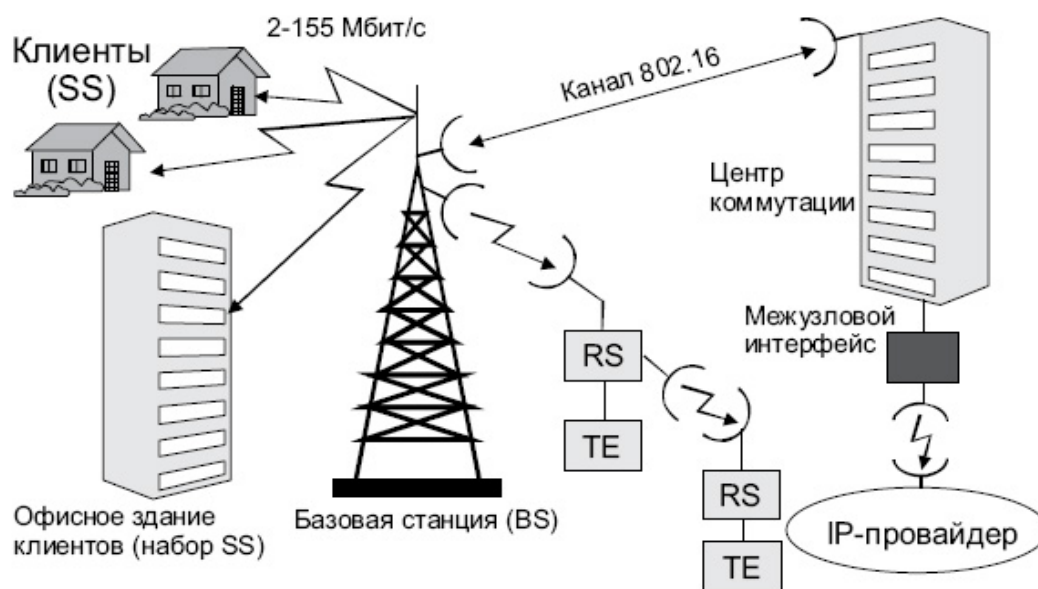 Клиенты
(SS)
2-155 Мбит/с
Канал 802.16
Центр
коммутации
Межузловой
интерфейс
RS
TE
RS
TE
IP-провайдер
Базовая станция (BS)
Офисное здание
клиентов (набор SS)